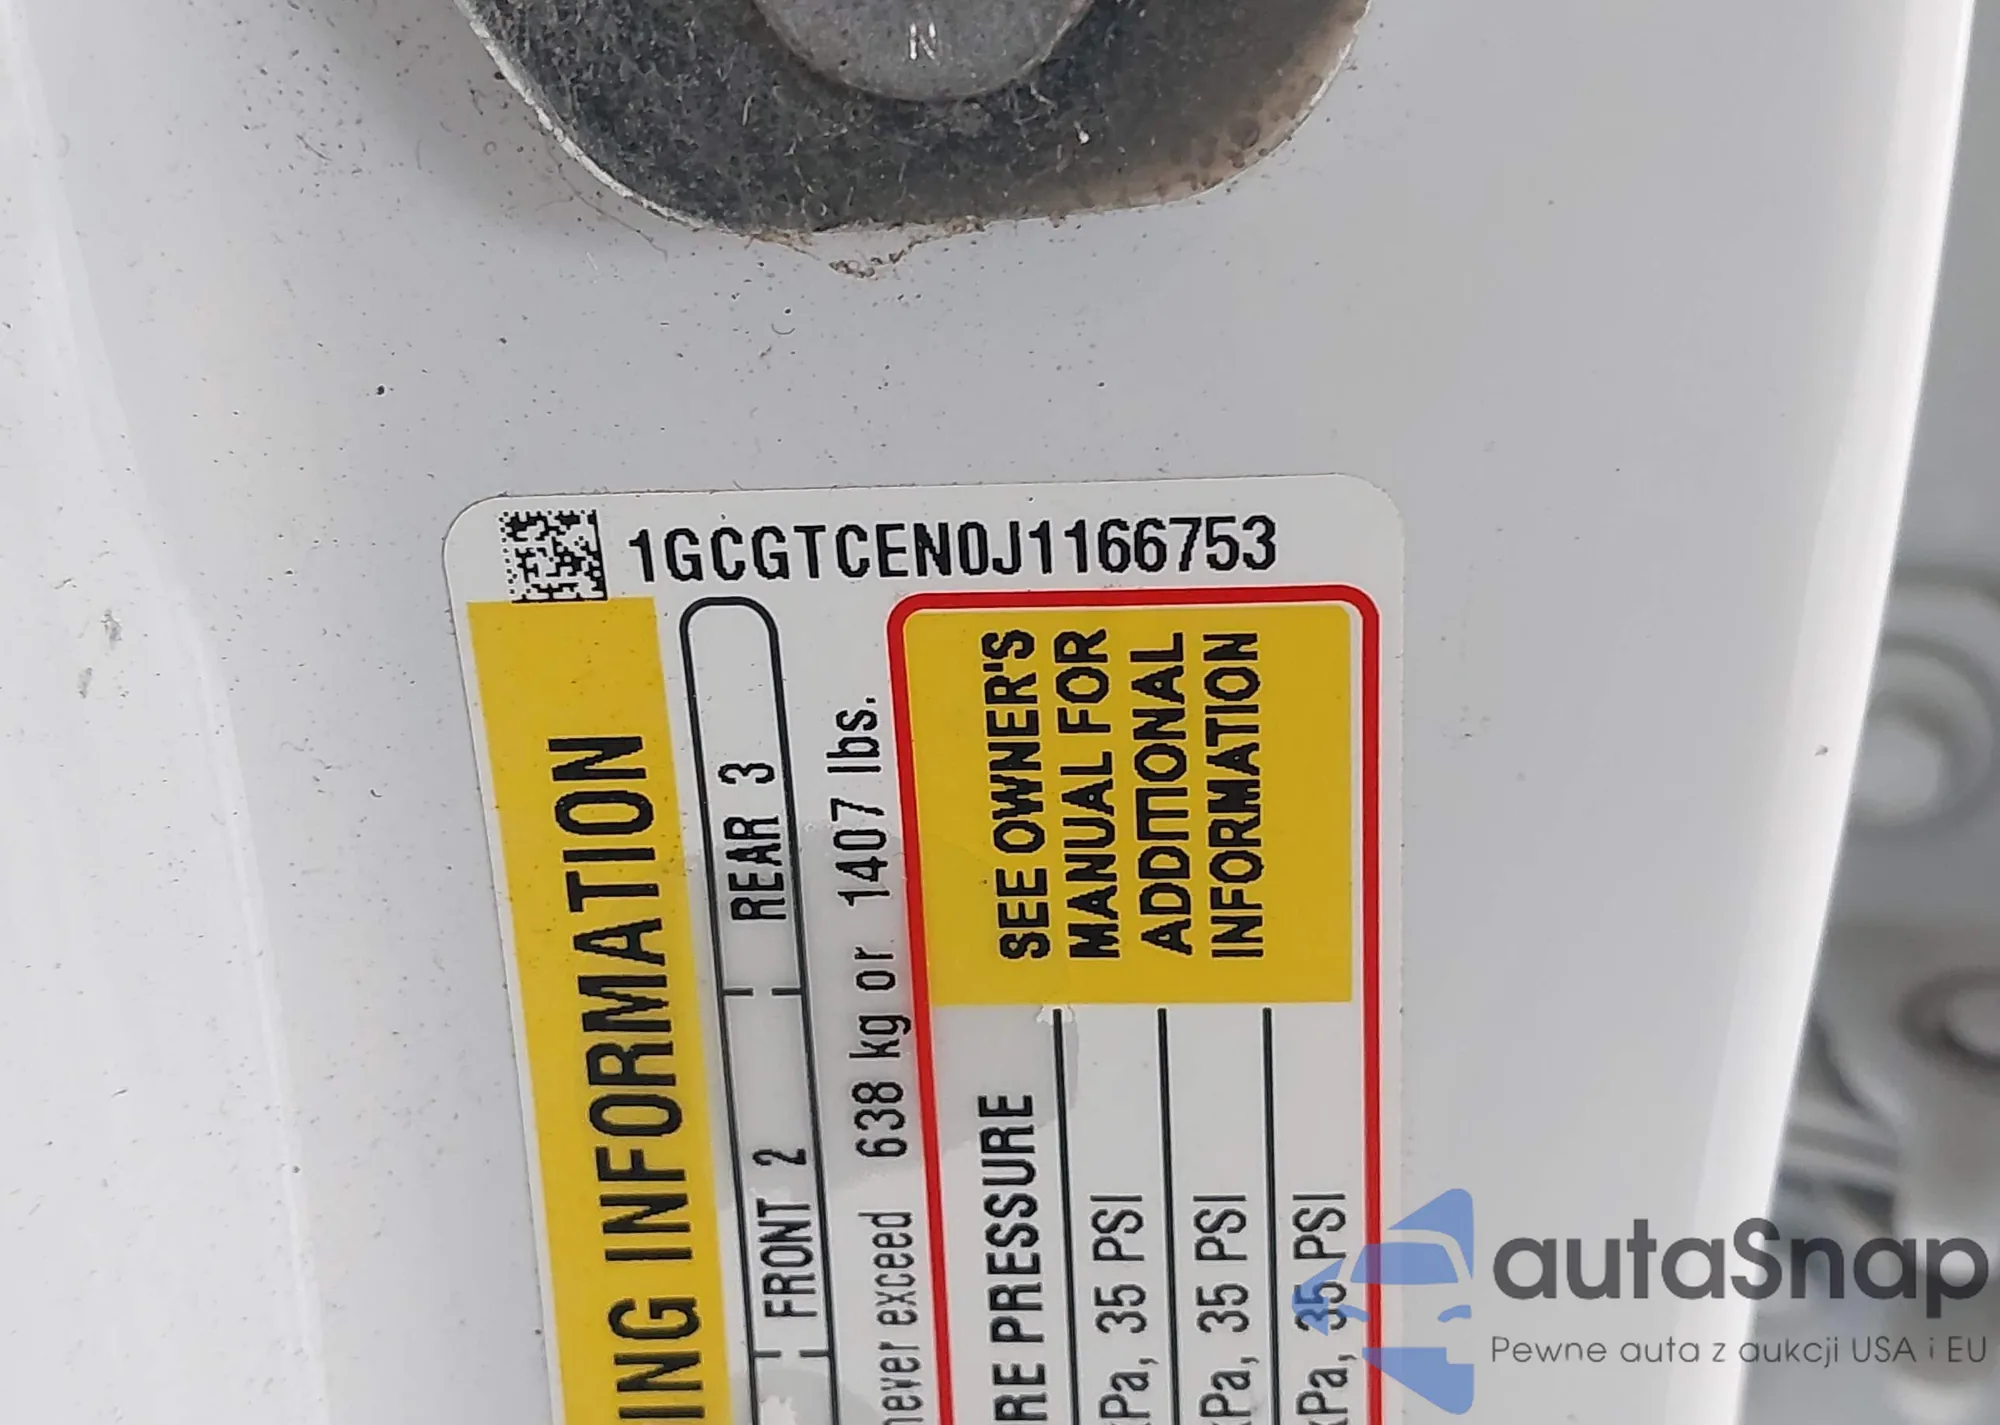 N
1GCGTCEN0J1166753
ING INFORMATION
FRONT 2
REAR 3
never exceed 638 kg or 1407 lbs.
SEE OWNER'S
MANUAL FOR
ADDITIONAL
INFORMATION
RE PRESSURE
kPa, 35 PSI
kPa, 35 PSI
kPa, 35 PSI
autaSnap
Pewne auta z aukcji USA i EU